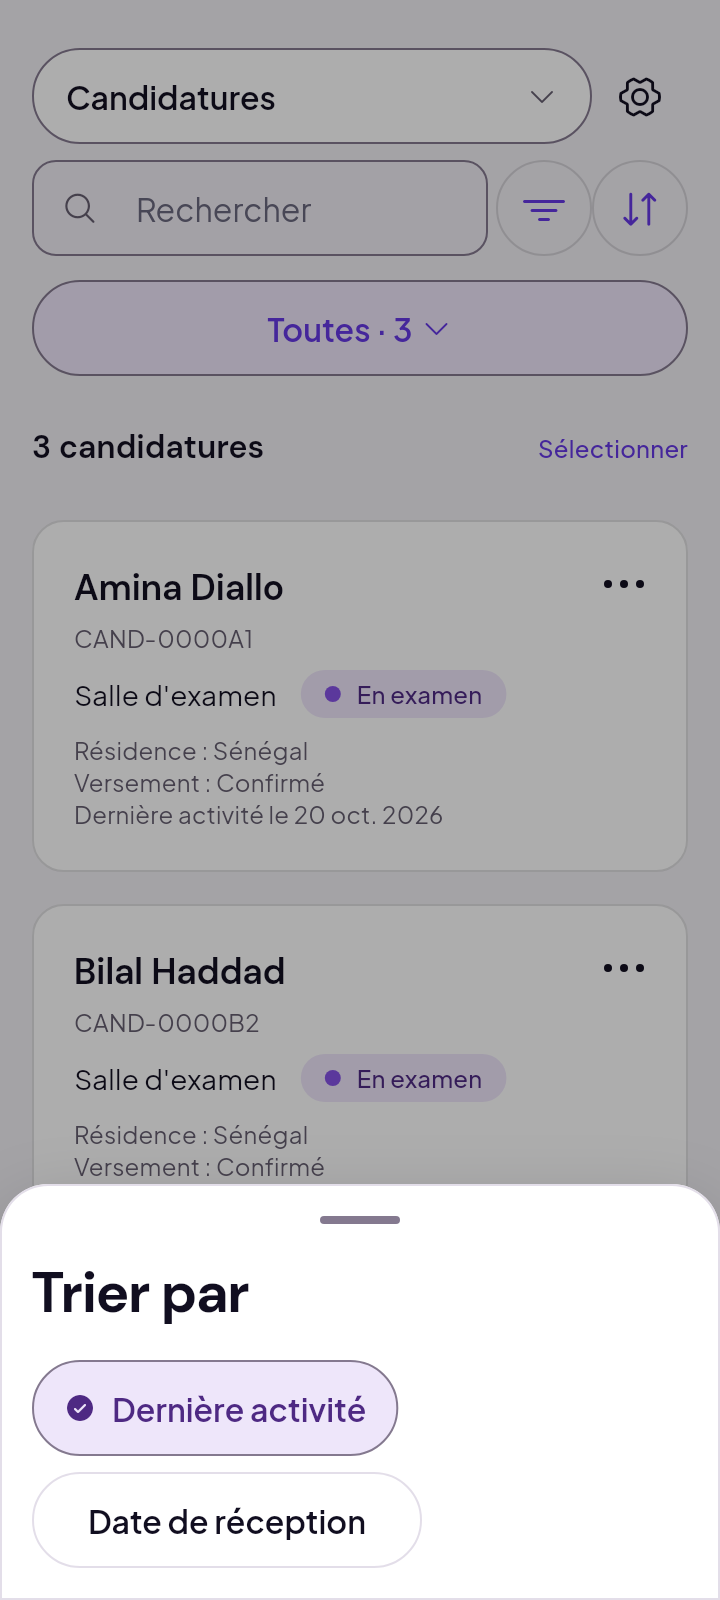 Candidatures
Rechercher
Toutes · 3
3 candidatures
Sélectionner
Amina Diallo
CAND-0000A1
Salle d'examen
En examen
Résidence : Sénégal
Versement : Confirmé
Dernière activité le 20 oct. 2026
Bilal Haddad
CAND-0000B2
Salle d'examen
En examen
Résidence : Sénégal
Versement : Confirmé
Trier par
Dernière activité
Date de réception